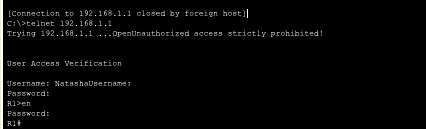 [Connection to 192.168.1.1 closed by foreign host]
C:\>telnet 192.168.1.1
Trying 192.168.1.1 ...OpenUnauthorized access strictly prohibited!
User Access Verification
Username: NatashaUsername:
Password:
R1>en
Password:
R1#